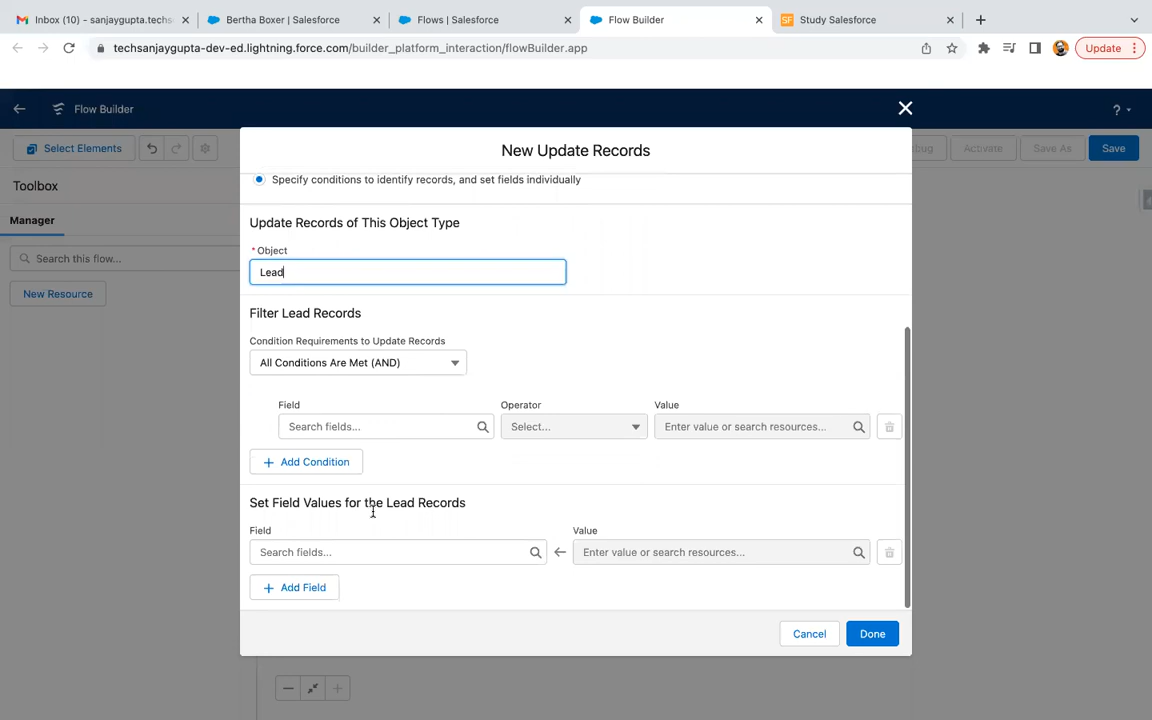 Inbox (10) - sanjaygupta.techs
Bertha Boxer | Salesforce
Flows | Salesforce
Flow Builder
SF Study Salesforce
techsanjaygupta-dev-ed.lightning.force.com/builder_platform_interaction/flowBuilder.app
Update
Flow Builder
?
Select Elements
bug
Activate
Save As
Save
Toolbox
Manager
Search this flow...
New Resource
New Update Records
Specify conditions to identify records, and set fields individually
Update Records of This Object Type
* Object
Lead
Filter Lead Records
Condition Requirements to Update Records
All Conditions Are Met (AND)
Field Operator Value
Search fields... Select... Enter value or search resources...
+ Add Condition
Set Field Values for the Lead Records
Field Value
Search fields... ← Enter value or search resources...
+ Add Field
Cancel
Done